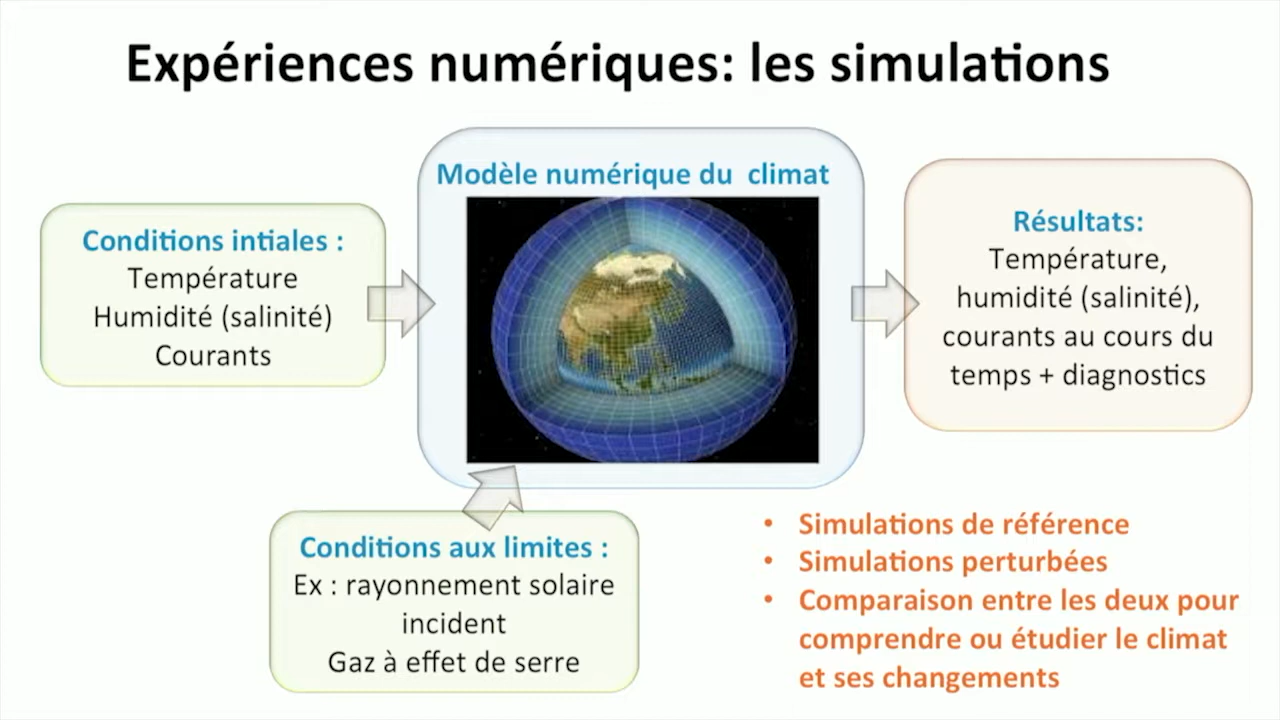 Expériences numériques: les simulations
Conditions intiales :
Température
Humidité (salinité)
Courants
Modèle numérique du climat
Résultats:
Température,
humidité (salinité),
courants au cours du
temps + diagnostics
Conditions aux limites :
Ex : rayonnement solaire
incident
Gaz à effet de serre
• Simulations de référence
• Simulations perturbées
• Comparaison entre les deux pour
comprendre ou étudier le climat
et ses changements